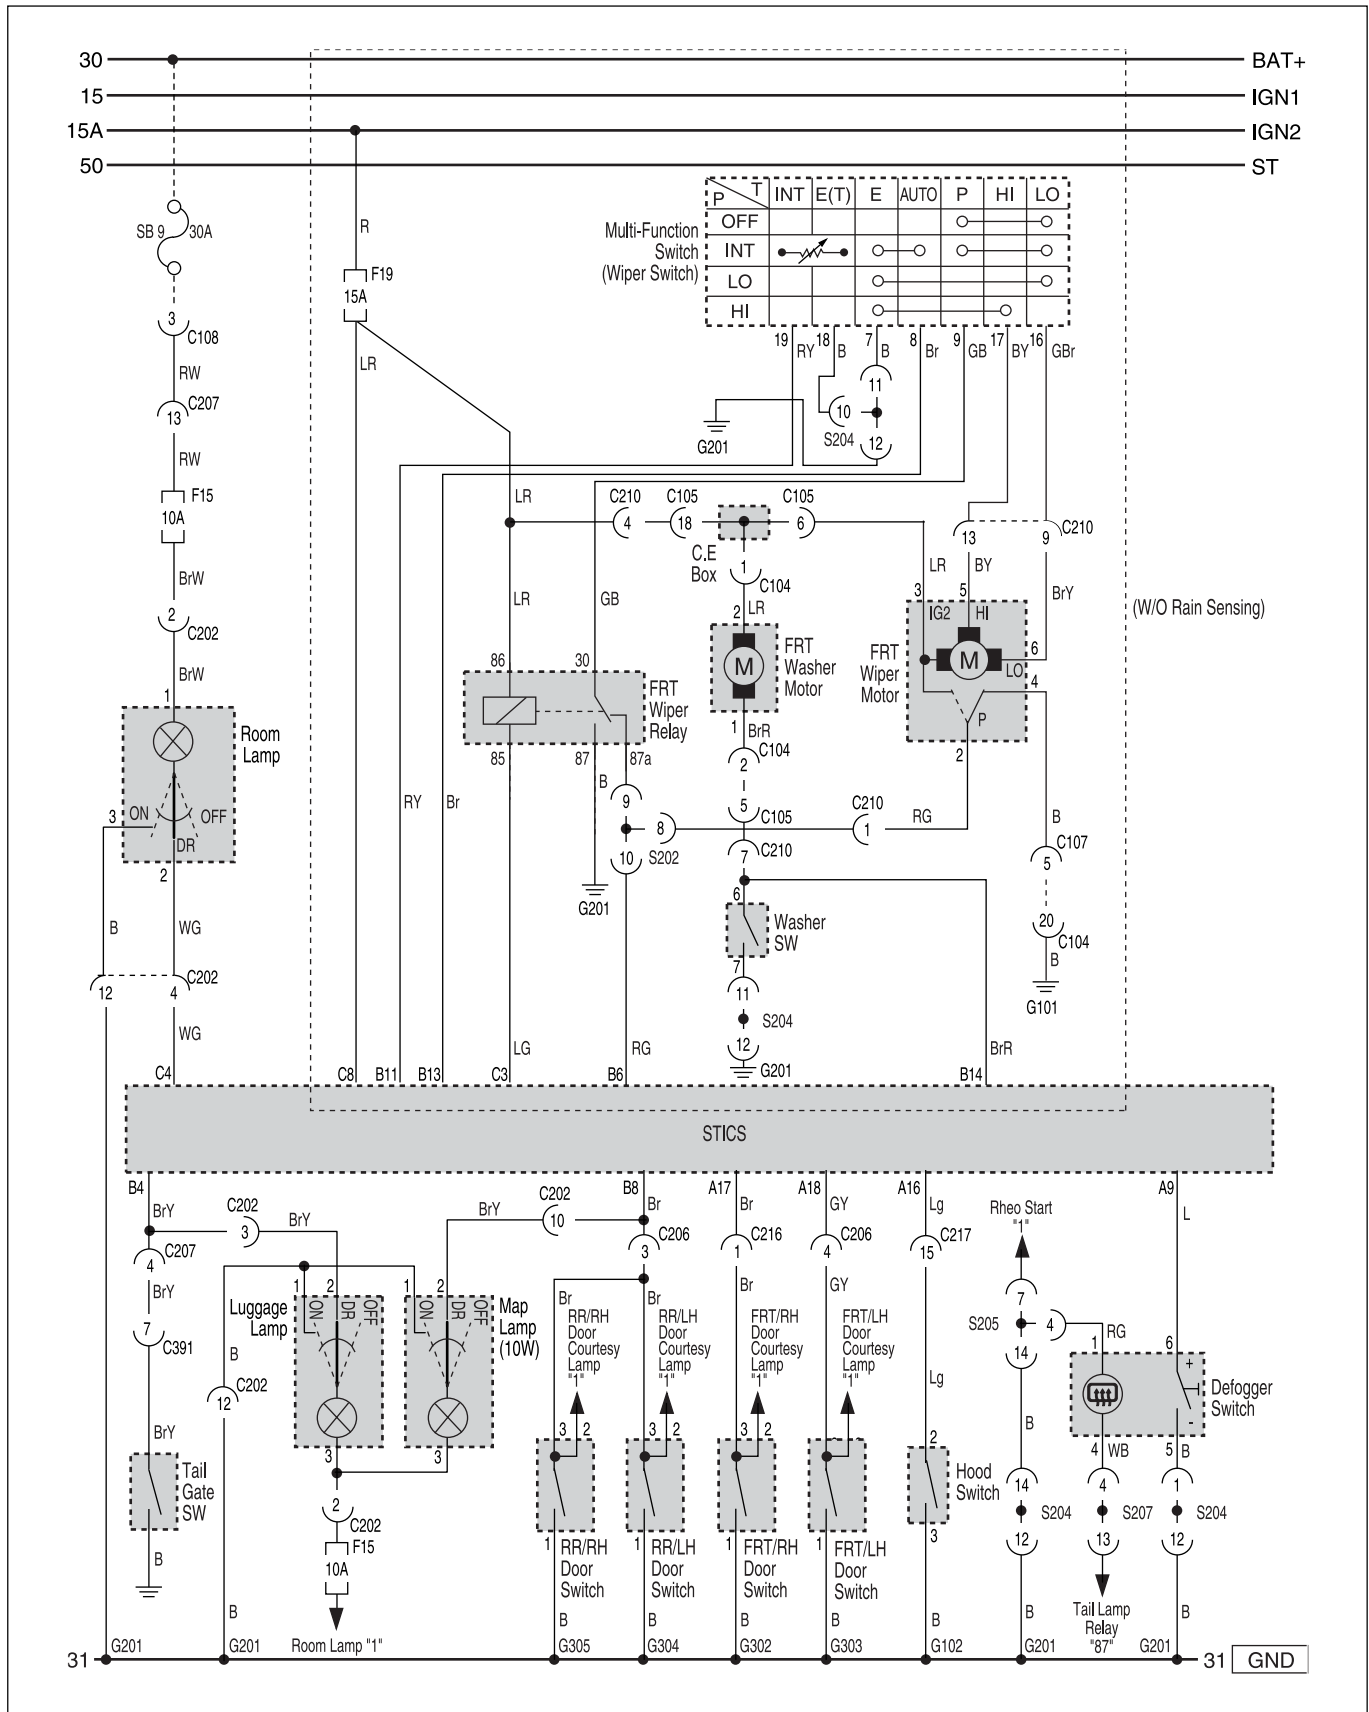 30 BAT+
15 IGN1
15A IGN2
50 ST
P T INT E(T) E AUTO P HI LO
OFF
INT
LO
HI
Multi-Function
Switch
(Wiper Switch)
SB 9 30A
R
F19
15A
3
C108
RW
C207
13
RW
F15
10A
BrW
2
C202
BrW
LR
19 RY 18 B 7 B 8 Br 9 GB 17 BY 16 GBr
11
10
S204
12
G201
LR
C210
4
C105
18
C105
6
C.E
Box
1
C104
13
9
C210
LR BY BrY
LR
GB
2 LR
3 5
IG2 HI
M
6
LO
4
P
2
FRT
Wiper
Motor
(W/O Rain Sensing)
M
FRT
Washer
Motor
1 BrR
C104
2
86 30
FRT
Wiper
Relay
85 87 87a
B
9
8
10 S202
G201
5
C105
C210
7
C210
1
RG
B
C107
5
20
C104
B
G101
1
Room
Lamp
3 ON OFF
DR
2
B WG
C202
12 4
WG
RY Br
6
Washer
SW
7
11
S204
12
G201
LG RG BrR
C4 C8 B11 B13 C3 B6 B14
STICS
B4 B8 A17 A18 A16 A9
BrY
C202
3
BrY
C207
4
BrY
7
C391
BrY
Tail
Gate
SW
B
BrY
C202
10
Br
C206
3
Br
C216
1
Br
GY
C206
4
GY
Lg
C217
15
Lg
L
Rheo Start
"1"
7
S205
4
RG
14
B
1 2
Luggage
Lamp
ON DR OFF
3
1 2
Map
Lamp
(10W)
ON DR OFF
3
B
C202
12
2
C202
F15
10A
Room Lamp "1"
Br
RR/RH
Door
Courtesy
Lamp
"1"
Br
RR/LH
Door
Courtesy
Lamp
"1"
FRT/RH
Door
Courtesy
Lamp
"1"
FRT/LH
Door
Courtesy
Lamp
"1"
3 2
3 2
3 2
1 RR/RH
Door
Switch
1 RR/LH
Door
Switch
1 FRT/RH
Door
Switch
1 FRT/LH
Door
Switch
2
Hood
Switch
3
1 6
+
-
Defogger
Switch
4 WB 5 B
14
S204
12
4
S207
13
1
S204
12
Tail Lamp
Relay
"87"
B B B B B B B B
31 G201 G201 G305 G304 G302 G303 G102 G201 G201 31 GND